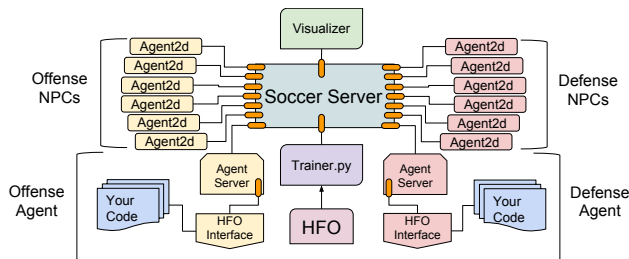 Visualizer
Offense
NPCs
Agent2d
Agent2d
Agent2d
Agent2d
Agent2d
Agent2d
Soccer Server
Agent2d
Agent2d
Agent2d
Agent2d
Agent2d
Agent2d
Defense
NPCs
Offense
Agent
Your
Code
Agent
Server
HFO
Interface
Trainer.py
HFO
Agent
Server
HFO
Interface
Your
Code
Defense
Agent